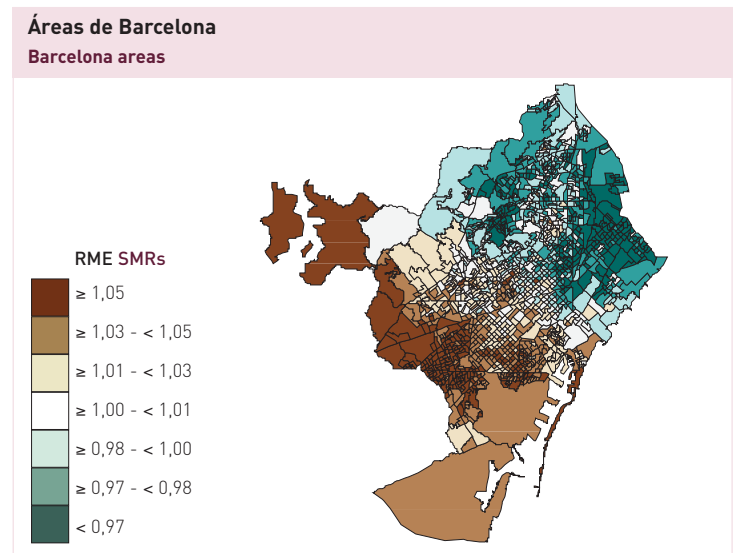 Áreas de Barcelona
Barcelona areas
RME SMRs
≥ 1,05
≥ 1,03 - < 1,05
≥ 1,01 - < 1,03
≥ 1,00 - < 1,01
≥ 0,98 - < 1,00
≥ 0,97 - < 0,98
< 0,97